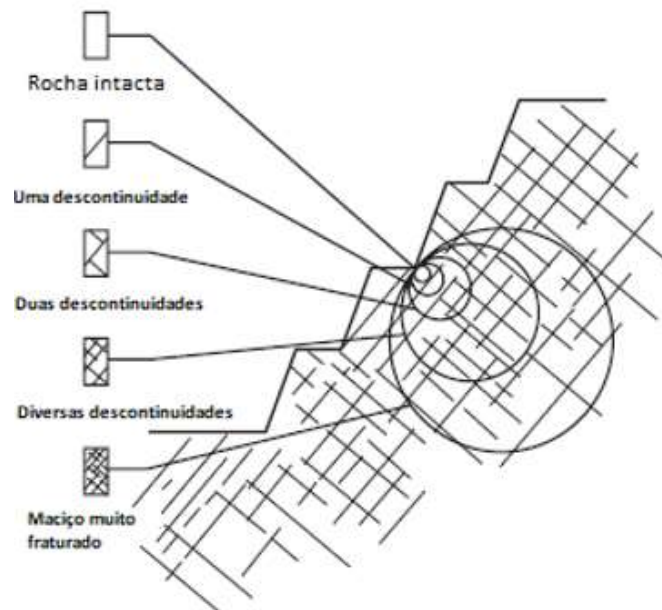 Rocha intacta
Uma descontinuidade
Duas descontinuidades
Diversas descontinuidades
Maciço muito
fraturado